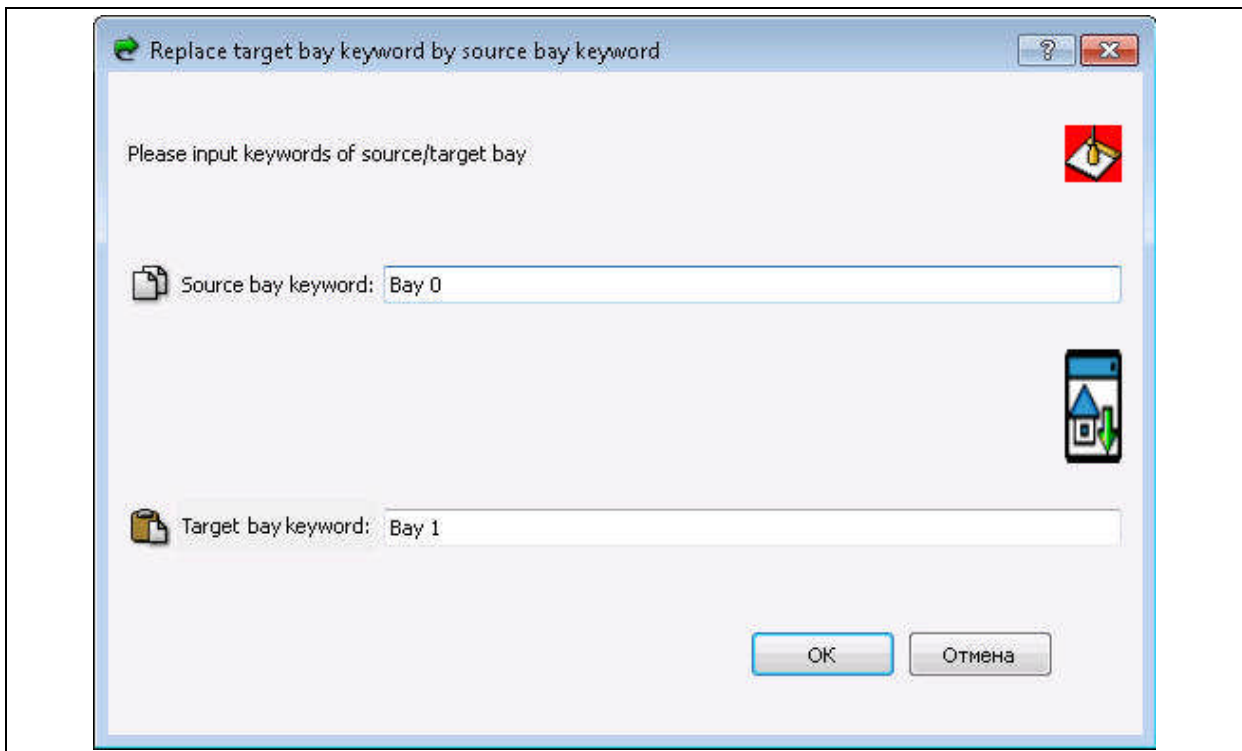 Replace target bay keyword by source bay keyword
Please input keywords of source/target bay
Source bay keyword: Bay 0
Target bay keyword: Bay 1
OK Отмена